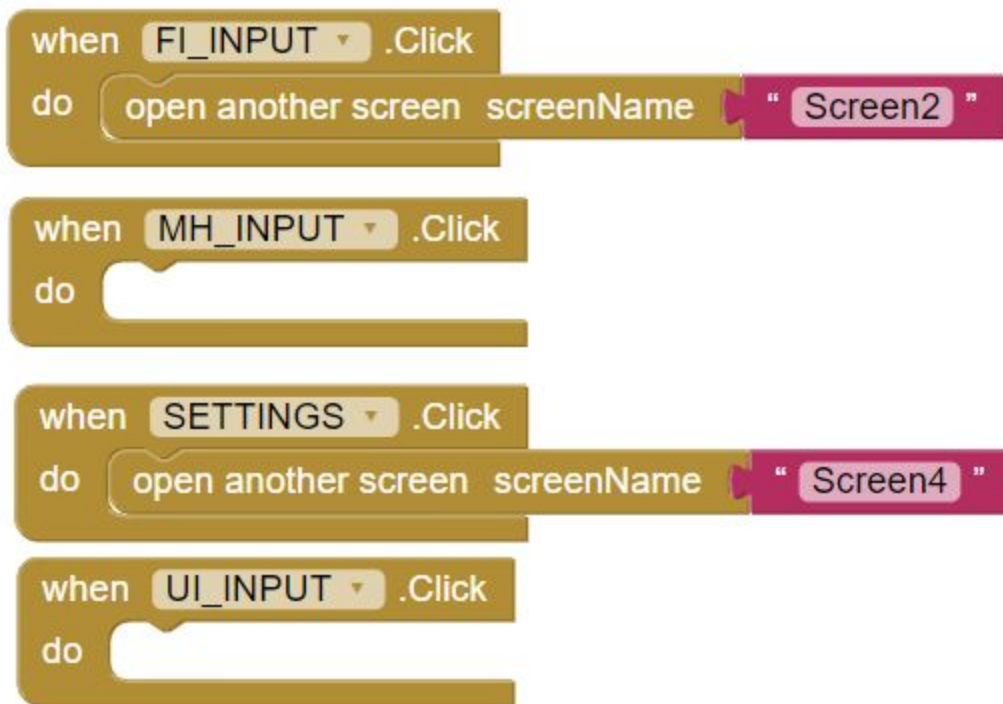 when FI_INPUT .Click
do open another screen screenName “ Screen2 ”
when MH_INPUT .Click
do
when SETTINGS .Click
do open another screen screenName “ Screen4 ”
when UI_INPUT .Click
do